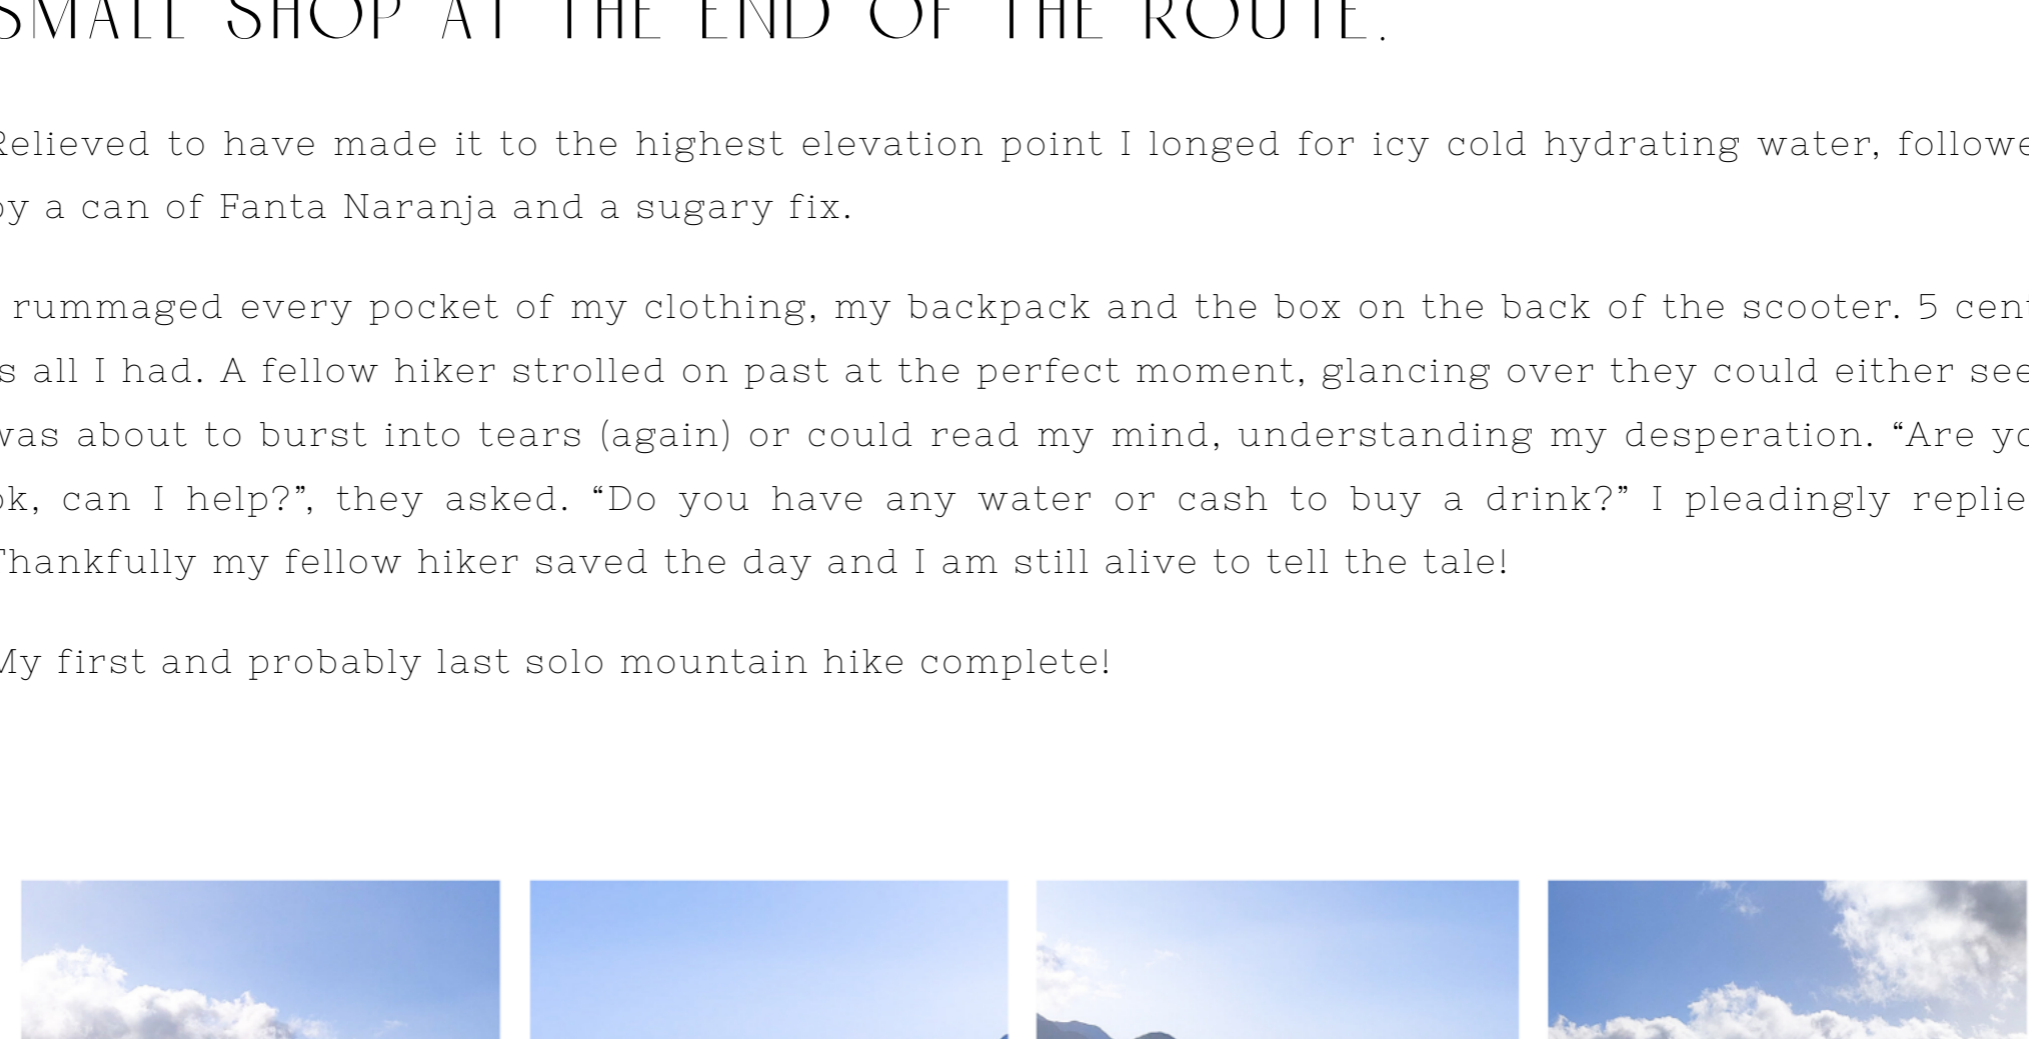 SMALL SHOP AT THE END OF THE ROUTE.
Relieved to have made it to the highest elevation point I longed for icy cold hydrating water, followe
by a can of Fanta Naranja and a sugary fix.
rummaged every pocket of my clothing, my backpack and the box on the back of the scooter. 5 cent
is all I had. A fellow hiker strolled on past at the perfect moment, glancing over they could either see
was about to burst into tears (again) or could read my mind, understanding my desperation. “Are yo
ok, can I help?”, they asked. “Do you have any water or cash to buy a drink?” I pleadingly replie
Thankfully my fellow hiker saved the day and I am still alive to tell the tale!
My first and probably last solo mountain hike complete!